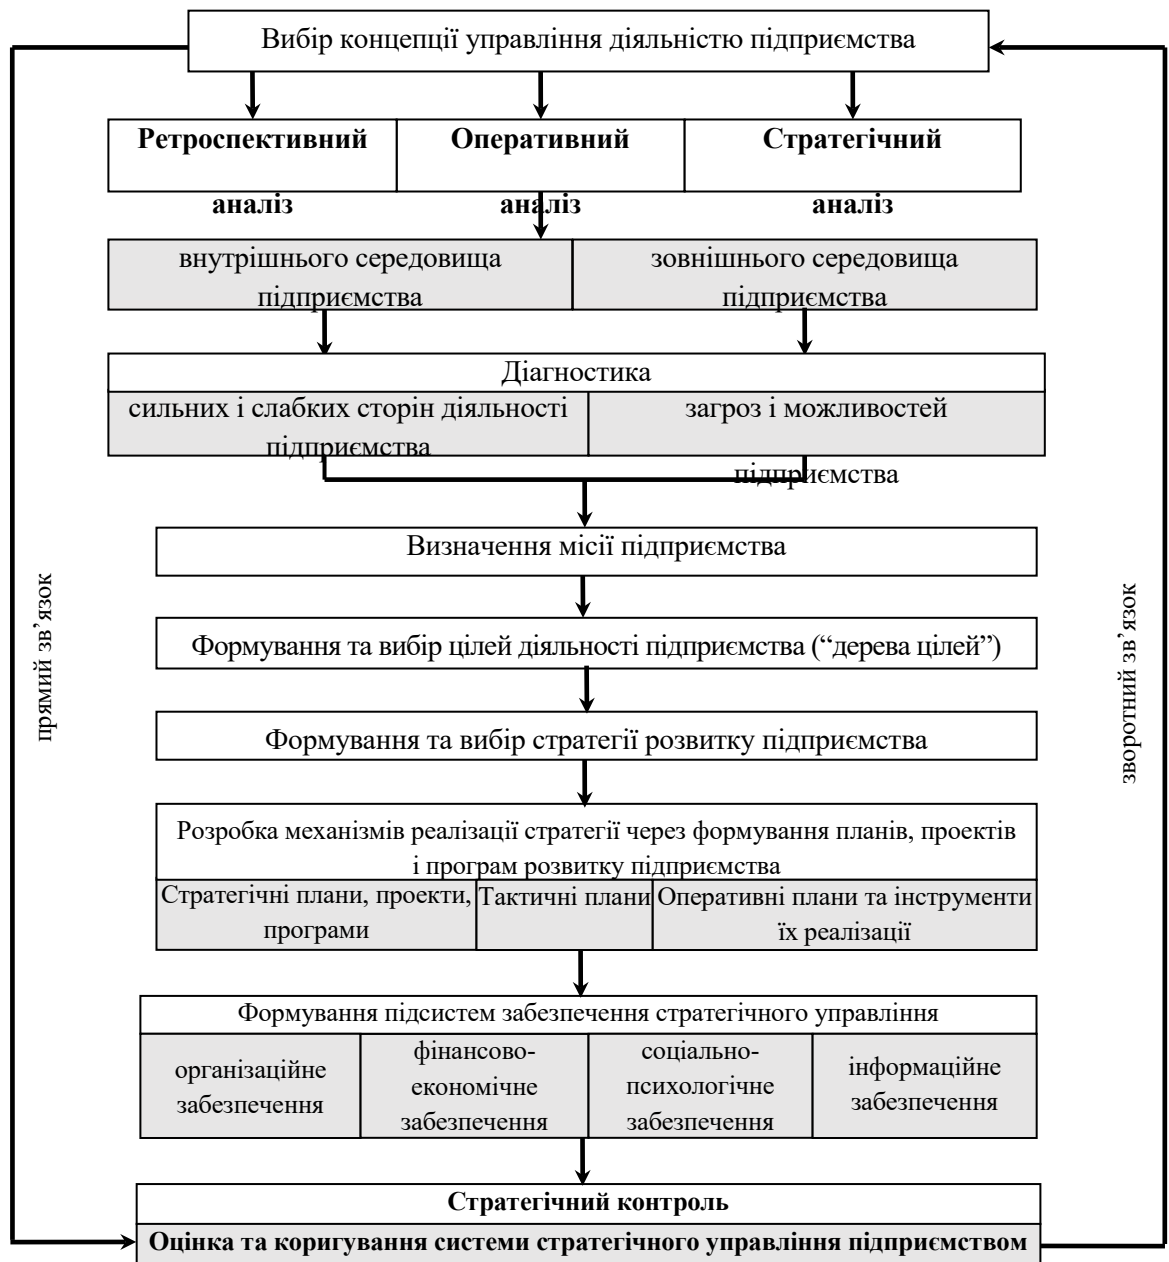 Вибір концепції управління діяльністю підприємства
Ретроспективний
аналіз
Оперативний
аналіз
Стратегічний
аналіз
внутрішнього середовища
підприємства
зовнішнього середовища
підприємства
Діагностика
сильних і слабких сторін діяльності
підприємства
загроз і можливостей
підприємства
Визначення місії підприємства
Формування та вибір цілей діяльності підприємства (“дерева цілей”)
Формування та вибір стратегії розвитку підприємства
Розробка механізмів реалізації стратегії через формування планів, проектів
і програм розвитку підприємства
Стратегічні плани, проекти,
програми
Тактичні плани
Оперативні плани та інструменти
їх реалізації
Формування підсистем забезпечення стратегічного управління
організаційне
забезпечення
фінансово-
економічне
забезпечення
соціально-
психологічне
забезпечення
інформаційне
забезпечення
Стратегічний контроль
Оцінка та коригування системи стратегічного управління підприємством
прямий зв’язок
зворотний зв’язок